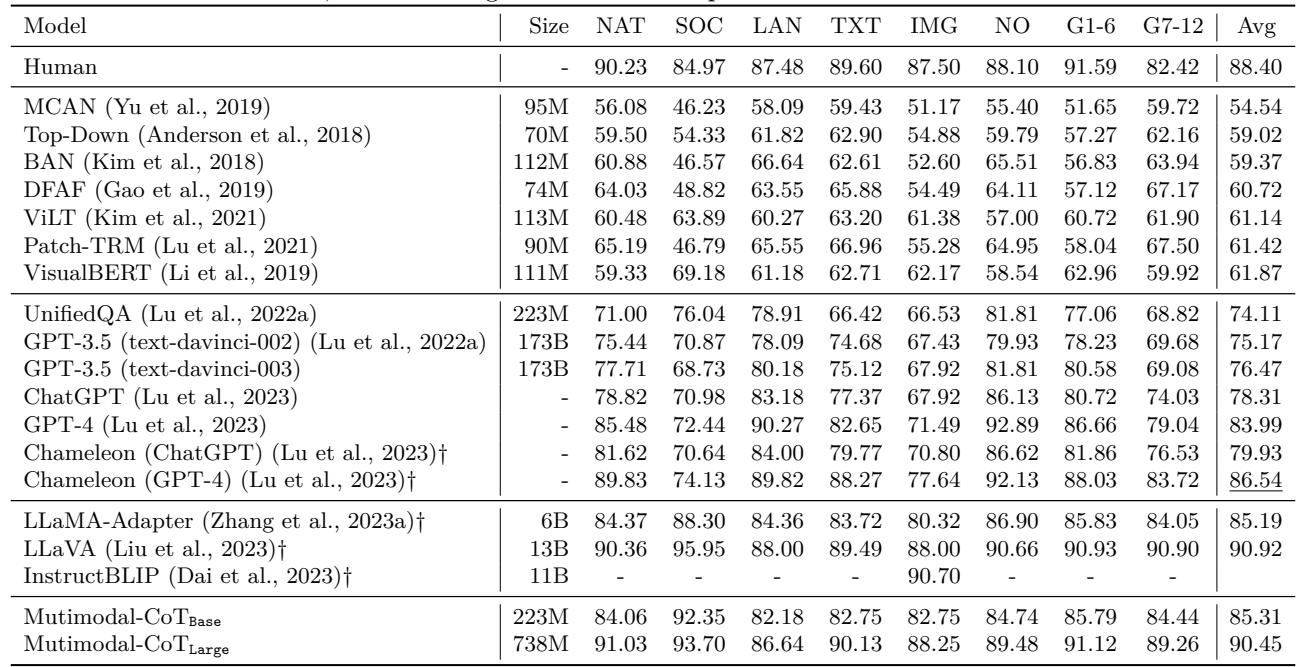 Model Size NAT SOC LAN TXT IMG NO G1-6 G7-12 Avg
Human - 90.23 84.97 87.48 89.60 87.50 88.10 91.59 82.42 88.40
MCAN (Yu et al., 2019) 95M 56.08 46.23 58.09 59.43 51.17 55.40 51.65 59.72 54.54
Top-Down (Anderson et al., 2018) 70M 59.50 54.33 61.82 62.90 54.88 59.79 57.27 62.16 59.02
BAN (Kim et al., 2018) 112M 60.88 46.57 66.64 62.61 52.60 65.51 56.83 63.94 59.37
DFAF (Gao et al., 2019) 74M 64.03 48.82 63.55 65.88 54.49 64.11 57.12 67.17 60.72
ViLT (Kim et al., 2021) 113M 60.48 63.89 60.27 63.20 61.38 57.00 60.72 61.90 61.14
Patch-TRM (Lu et al., 2021) 90M 65.19 46.79 65.55 66.96 55.28 64.95 58.04 67.50 61.42
VisualBERT (Li et al., 2019) 111M 59.33 69.18 61.18 62.71 62.17 58.54 62.96 59.92 61.87
UnifiedQA (Lu et al., 2022a) 223M 71.00 76.04 78.91 66.42 66.53 81.81 77.06 68.82 74.11
GPT-3.5 (text-davinci-002) (Lu et al., 2022a) 173B 75.44 70.87 78.09 74.68 67.43 79.93 78.23 69.68 75.17
GPT-3.5 (text-davinci-003) 173B 77.71 68.73 80.18 75.12 67.92 81.81 80.58 69.08 76.47
ChatGPT (Lu et al., 2023) - 78.82 70.98 83.18 77.37 67.92 86.13 80.72 74.03 78.31
GPT-4 (Lu et al., 2023) - 85.48 72.44 90.27 82.65 71.49 92.89 86.66 79.04 83.99
Chameleon (ChatGPT) (Lu et al., 2023)† - 81.62 70.64 84.00 79.77 70.80 86.62 81.86 76.53 79.93
Chameleon (GPT-4) (Lu et al., 2023)† - 89.83 74.13 89.82 88.27 77.64 92.13 88.03 83.72 86.54
LLaMA-Adapter (Zhang et al., 2023a)† 6B 84.37 88.30 84.36 83.72 80.32 86.90 85.83 84.05 85.19
LLaVA (Liu et al., 2023)† 13B 90.36 95.95 88.00 89.49 88.00 90.66 90.93 90.90 90.92
InstructBLIP (Dai et al., 2023)† 11B - - - - 90.70 - - -
Mutimodal-CoTBase 223M 84.06 92.35 82.18 82.75 82.75 84.74 85.79 84.44 85.31
Mutimodal-CoTLarge 738M 91.03 93.70 86.64 90.13 88.25 89.48 91.12 89.26 90.45